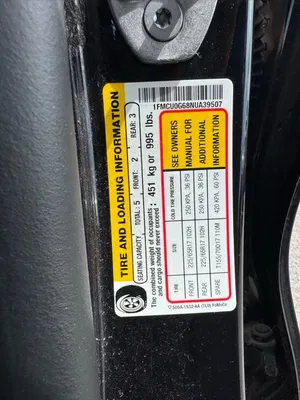 1FMCU0G68NUA39507
TIRE AND LOADING INFORMATION
SEATING CAPACITY TOTAL: 5 FRONT: 2 REAR: 3
The combined weight of occupants and cargo should never exceed: 451 kg or 995 lbs.
TIRE SIZE COLD TIRE PRESSURE
FRONT 225/65R17 102H 250 KPA, 36 PSI
REAR 225/65R17 102H 250 KPA, 36 PSI
SPARE T155/70D17 110M 420 KPA, 60 PSI
SEE OWNERS
MANUAL FOR
ADDITIONAL
INFORMATION